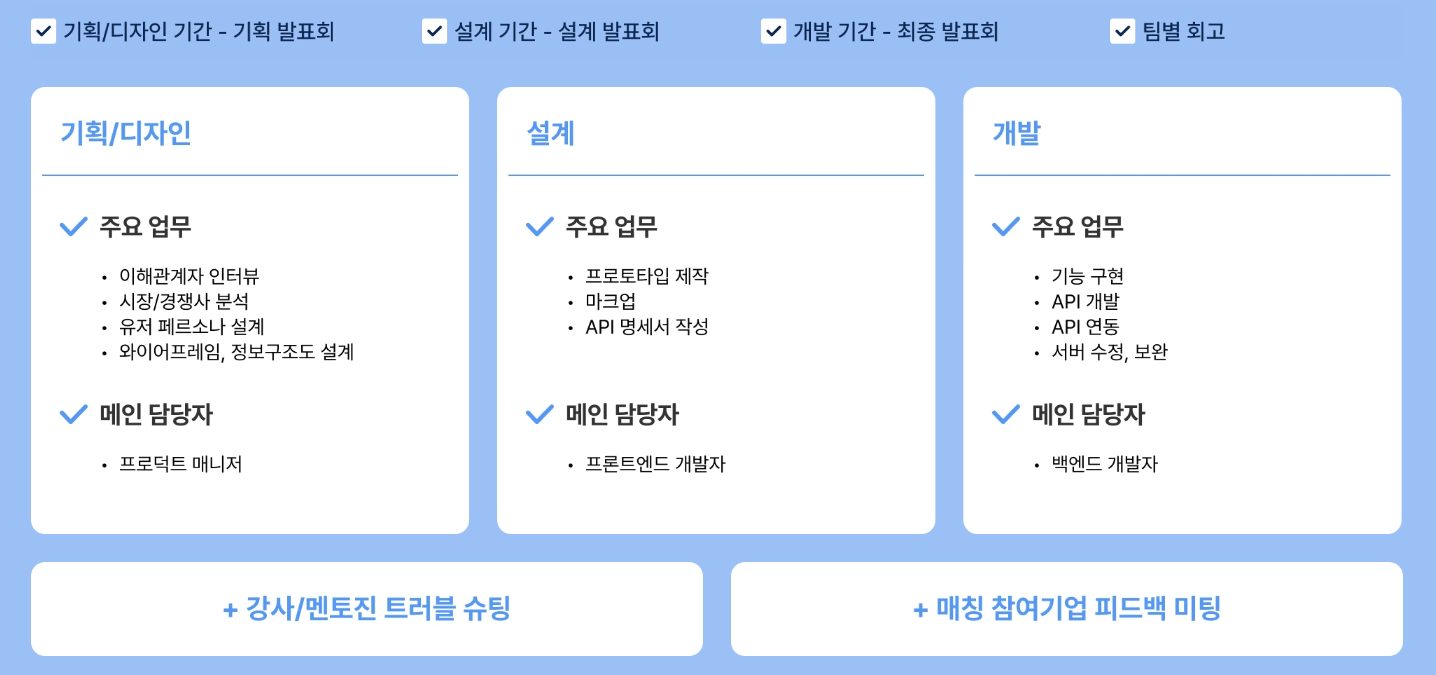 기획/디자인 기간 - 기획 발표회
설계 기간 - 설계 발표회
개발 기간 - 최종 발표회
팀별 회고
기획/디자인
주요 업무
• 이해관계자 인터뷰
• 시장/경쟁사 분석
• 유저 페르소나 설계
• 와이어프레임, 정보구조도 설계
메인 담당자
• 프로덕트 매니저
설계
주요 업무
• 프로토타입 제작
• 마크업
• API 명세서 작성
메인 담당자
• 프론트엔드 개발자
개발
주요 업무
• 기능 구현
• API 개발
• API 연동
• 서버 수정, 보완
메인 담당자
• 백엔드 개발자
+ 강사/멘토진 트러블 슈팅
+ 매칭 참여기업 피드백 미팅